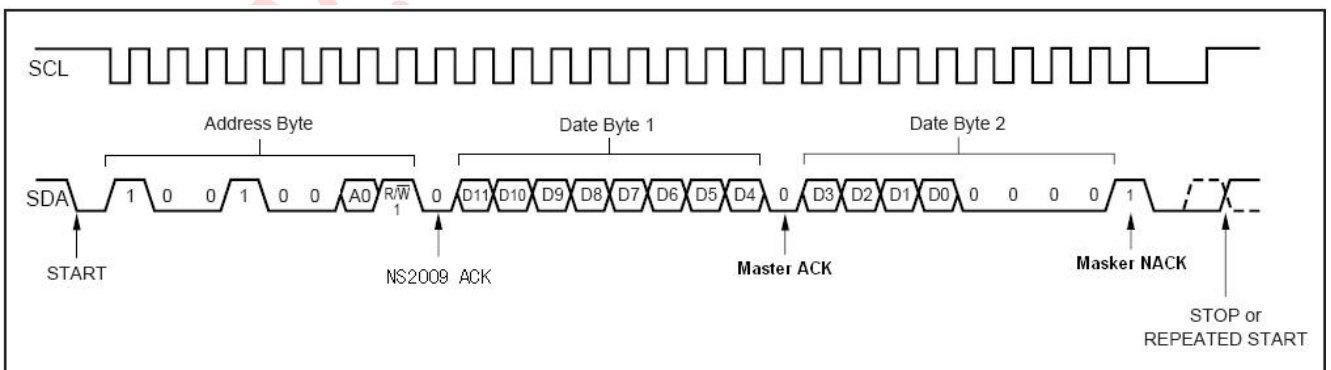 SCL
Address Byte
Date Byte 1
Date Byte 2
SDA
1 0 0 1 0 0 A0 R/W̅ 1 0 D11 D10 D9 D8 D7 D6 D5 D4 0 D3 D2 D1 D0 0 0 0 0 1
START
NS2009 ACK
Master ACK
Masker NACK
STOP or
REPEATED START